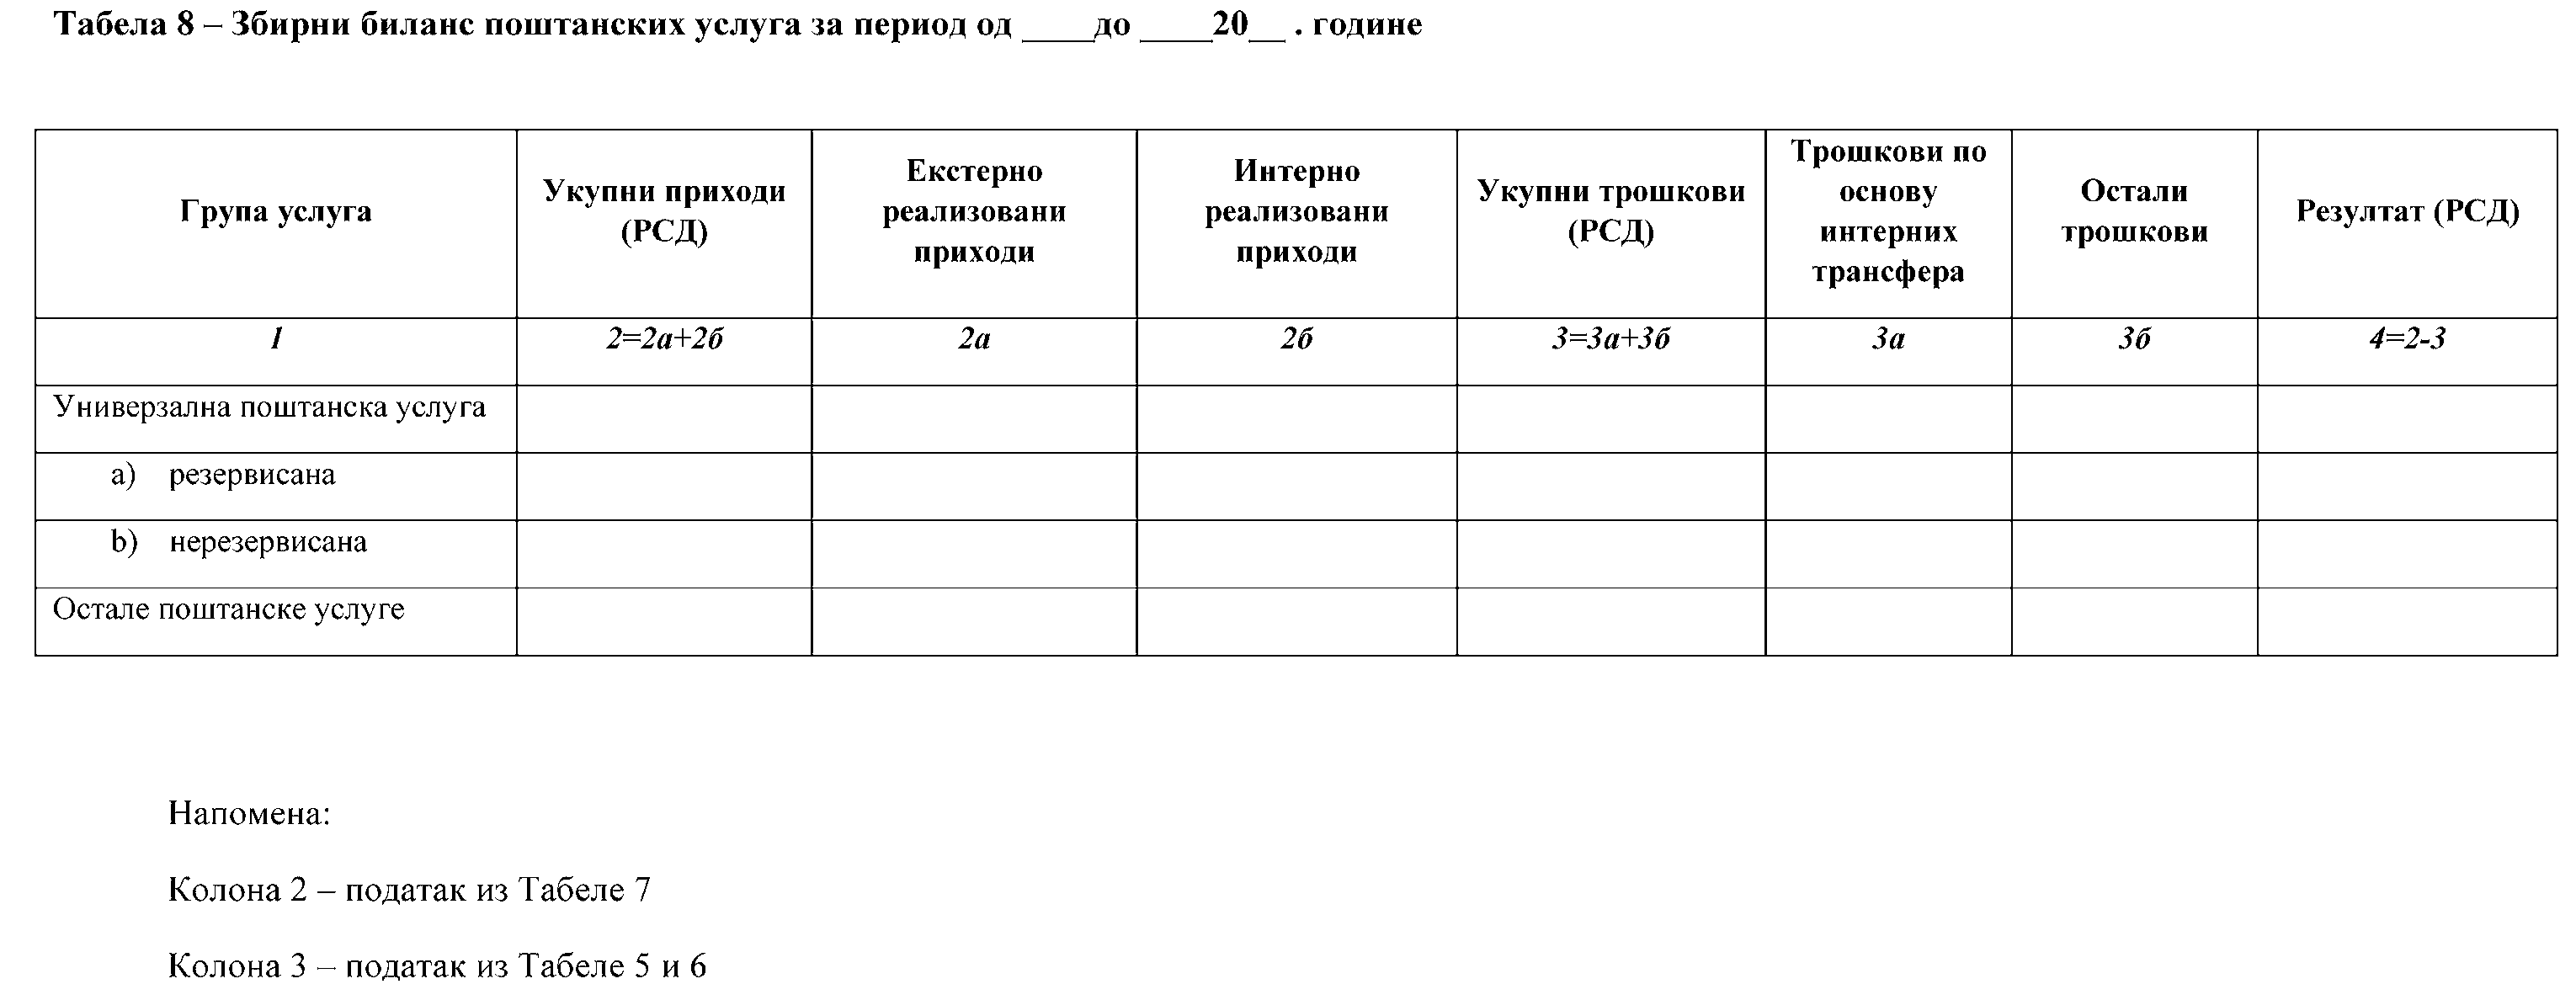 Табела 8 – Збирни биланс поштанских услуга за период од ____до ____20__ . године
Група услуга
Укупни приходи
(РСД)
Екстерно
реализовани
приходи
Интерно
реализовани
приходи
Укупни трошкови
(РСД)
Трошкови по
основу
интерних
трансфера
Остали
трошкови
Резултат (РСД)
1
2=2а+2б
2а
2б
3=3а+3б
3а
3б
4=2-3
Универзална поштанска услуга
a) резервисана
b) нерезервисана
Остале поштанске услуге
Напомена:
Колона 2 – податак из Табеле 7
Колона 3 – податак из Табеле 5 и 6